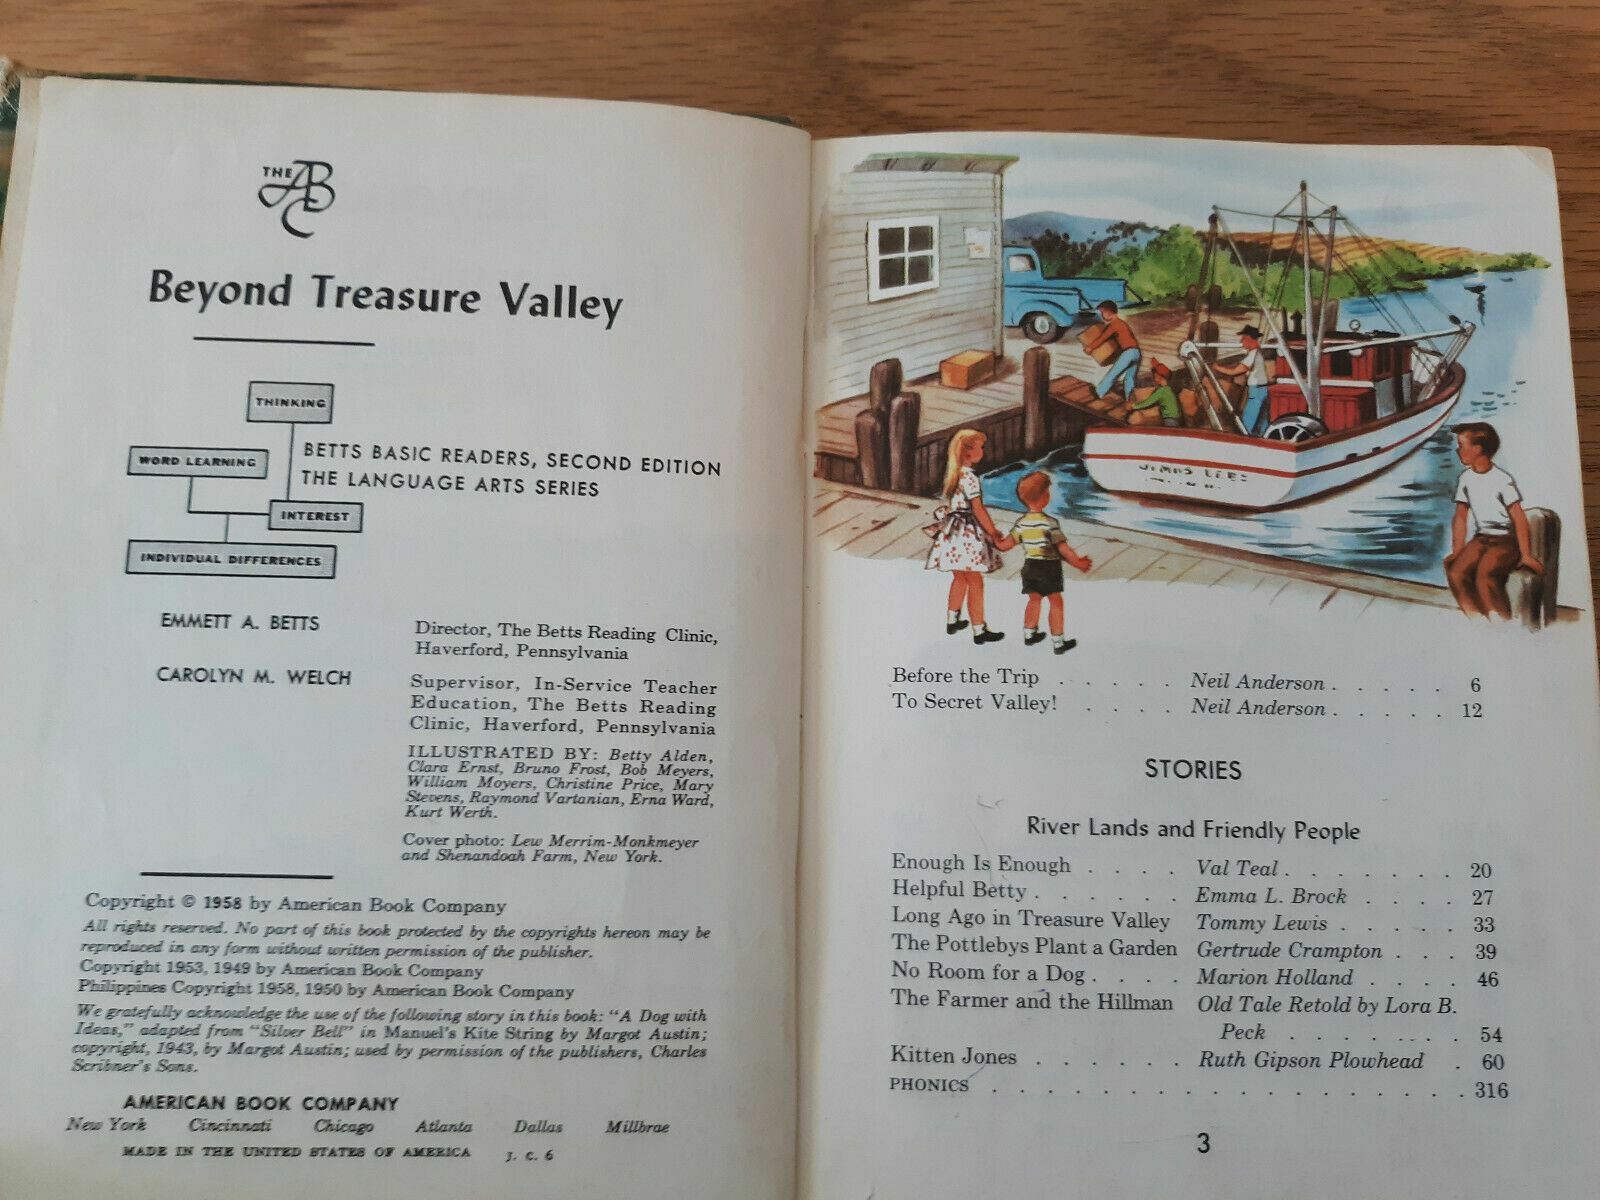 THE ABC
Beyond Treasure Valley
THINKING
WORD LEARNING
BETTS BASIC READERS, SECOND EDITION
THE LANGUAGE ARTS SERIES
INTEREST
INDIVIDUAL DIFFERENCES
EMMETT A. BETTS
Director, The Betts Reading Clinic,
Haverford, Pennsylvania
CAROLYN M. WELCH
Supervisor, In-Service Teacher
Education, The Betts Reading
Clinic, Haverford, Pennsylvania
ILLUSTRATED BY: Betty Alden,
Clara Ernst, Bruno Frost, Bob Meyers,
William Moyers, Christine Price, Mary
Stevens, Raymond Vartanian, Erna Ward,
Kurt Werth.
Cover photo: Lew Merrim-Monkmeyer
and Shenandoah Farm, New York.
Copyright © 1958 by American Book Company
All rights reserved. No part of this book protected by the copyrights hereon may be
reproduced in any form without written permission of the publisher.
Copyright 1953, 1949 by American Book Company
Philippines Copyright 1958, 1950 by American Book Company
We gratefully acknowledge the use of the following story in this book: "A Dog with
Ideas," adapted from "Silver Bell" in Manuel's Kite String by Margot Austin;
copyright, 1943, by Margot Austin; used by permission of the publishers, Charles
Scribner's Sons.
AMERICAN BOOK COMPANY
New York Cincinnati Chicago Atlanta Dallas Millbrae
MADE IN THE UNITED STATES OF AMERICA J. C. 6
Before the Trip . . . . . Neil Anderson . . . . . 6
To Secret Valley! . . . . Neil Anderson . . . . . 12
STORIES
River Lands and Friendly People
Enough Is Enough . . . . Val Teal . . . . . . . 20
Helpful Betty . . . . . . Emma L. Brock . . . . 27
Long Ago in Treasure Valley Tommy Lewis . . . . . 33
The Pottlebys Plant a Garden Gertrude Crampton . . . 39
No Room for a Dog . . . . Marion Holland . . . . 46
The Farmer and the Hillman Old Tale Retold by Lora B.
Peck . . . . . . . 54
Kitten Jones . . . . . . Ruth Gipson Plowhead . 60
PHONICS . . . . . . . . . . . . . . . . . . 316
3